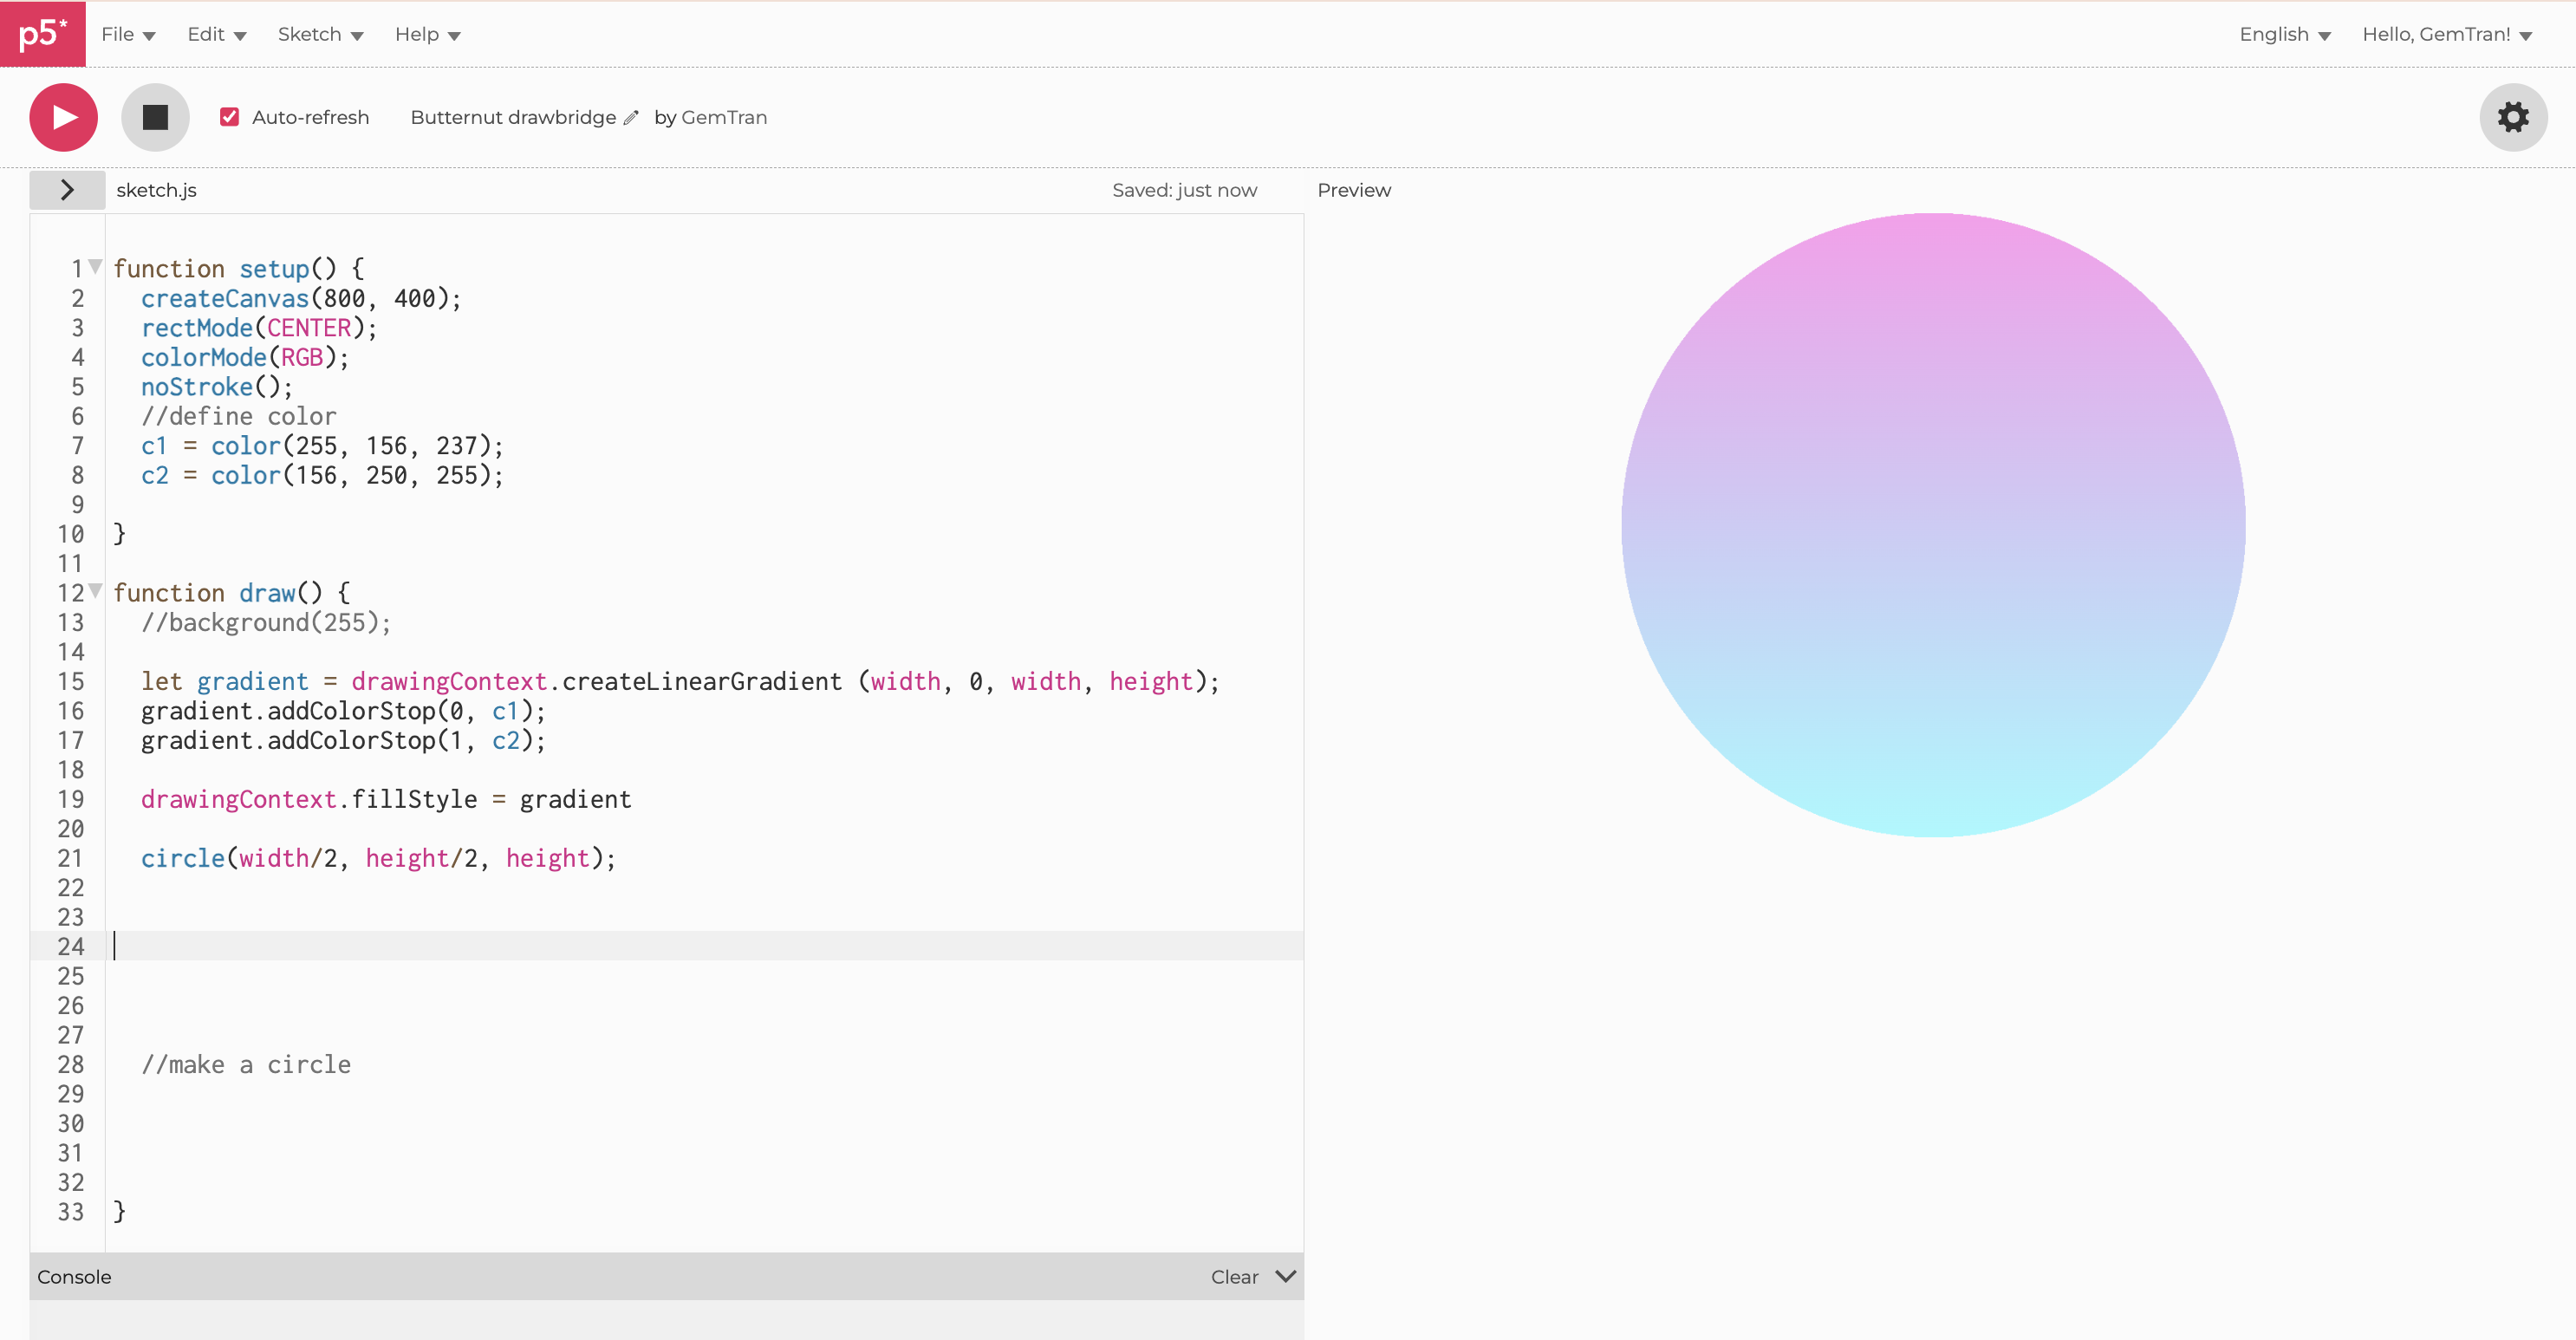 p5* File Edit Sketch Help English Hello, GemTran!
Auto-refresh Butternut drawbridge by GemTran
sketch.js Saved: just now Preview
1 function setup() {
2 createCanvas(800, 400);
3 rectMode(CENTER);
4 colorMode(RGB);
5 noStroke();
6 //define color
7 c1 = color(255, 156, 237);
8 c2 = color(156, 250, 255);
9
10 }
11
12 function draw() {
13 //background(255);
14
15 let gradient = drawingContext.createLinearGradient (width, 0, width, height);
16 gradient.addColorStop(0, c1);
17 gradient.addColorStop(1, c2);
18
19 drawingContext.fillStyle = gradient
20
21 circle(width/2, height/2, height);
22
23
24
25
26
27
28 //make a circle
29
30
31
32
33 }
Console Clear